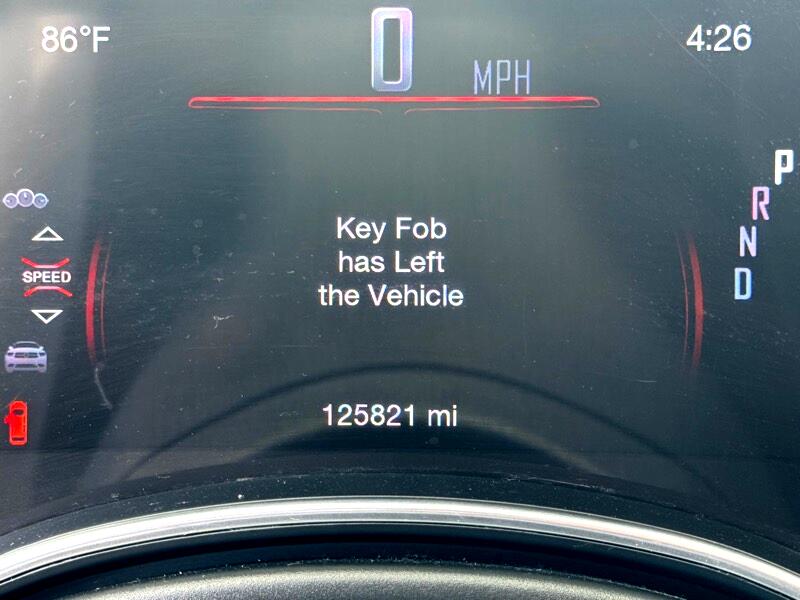 86°F
0 MPH
4:26
P
R
N
D
SPEED
Key Fob
has Left
the Vehicle
125821 mi